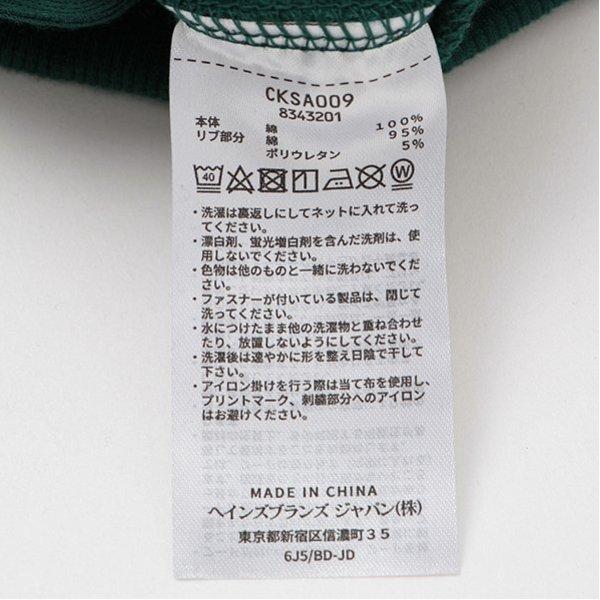 CKSA009
8343201
本体 綿 100%
リブ部分 綿 95%
ポリウレタン 5%
40 W
・洗濯は裏返しにしてネットに入れて洗っ
てください。
・漂白剤、蛍光増白剤を含んだ洗剤は、使
用しないでください。
・色物は他のものと一緒に洗わないでくだ
さい。
・ファスナーが付いている製品は、閉じて
洗ってください。
・水につけたまま他の洗濯物と重ね合わせ
たり、放置しないようにしてください。
・洗濯後は速やかに形を整え日陰で干して
下さい。
・アイロン掛けを行う際は当て布を使用し、
プリントマーク、刺繍部分へのアイロン
はお避けください。
MADE IN CHINA
ヘインズブランズ ジャパン(株)
東京都新宿区信濃町35
6J5/BD-JD